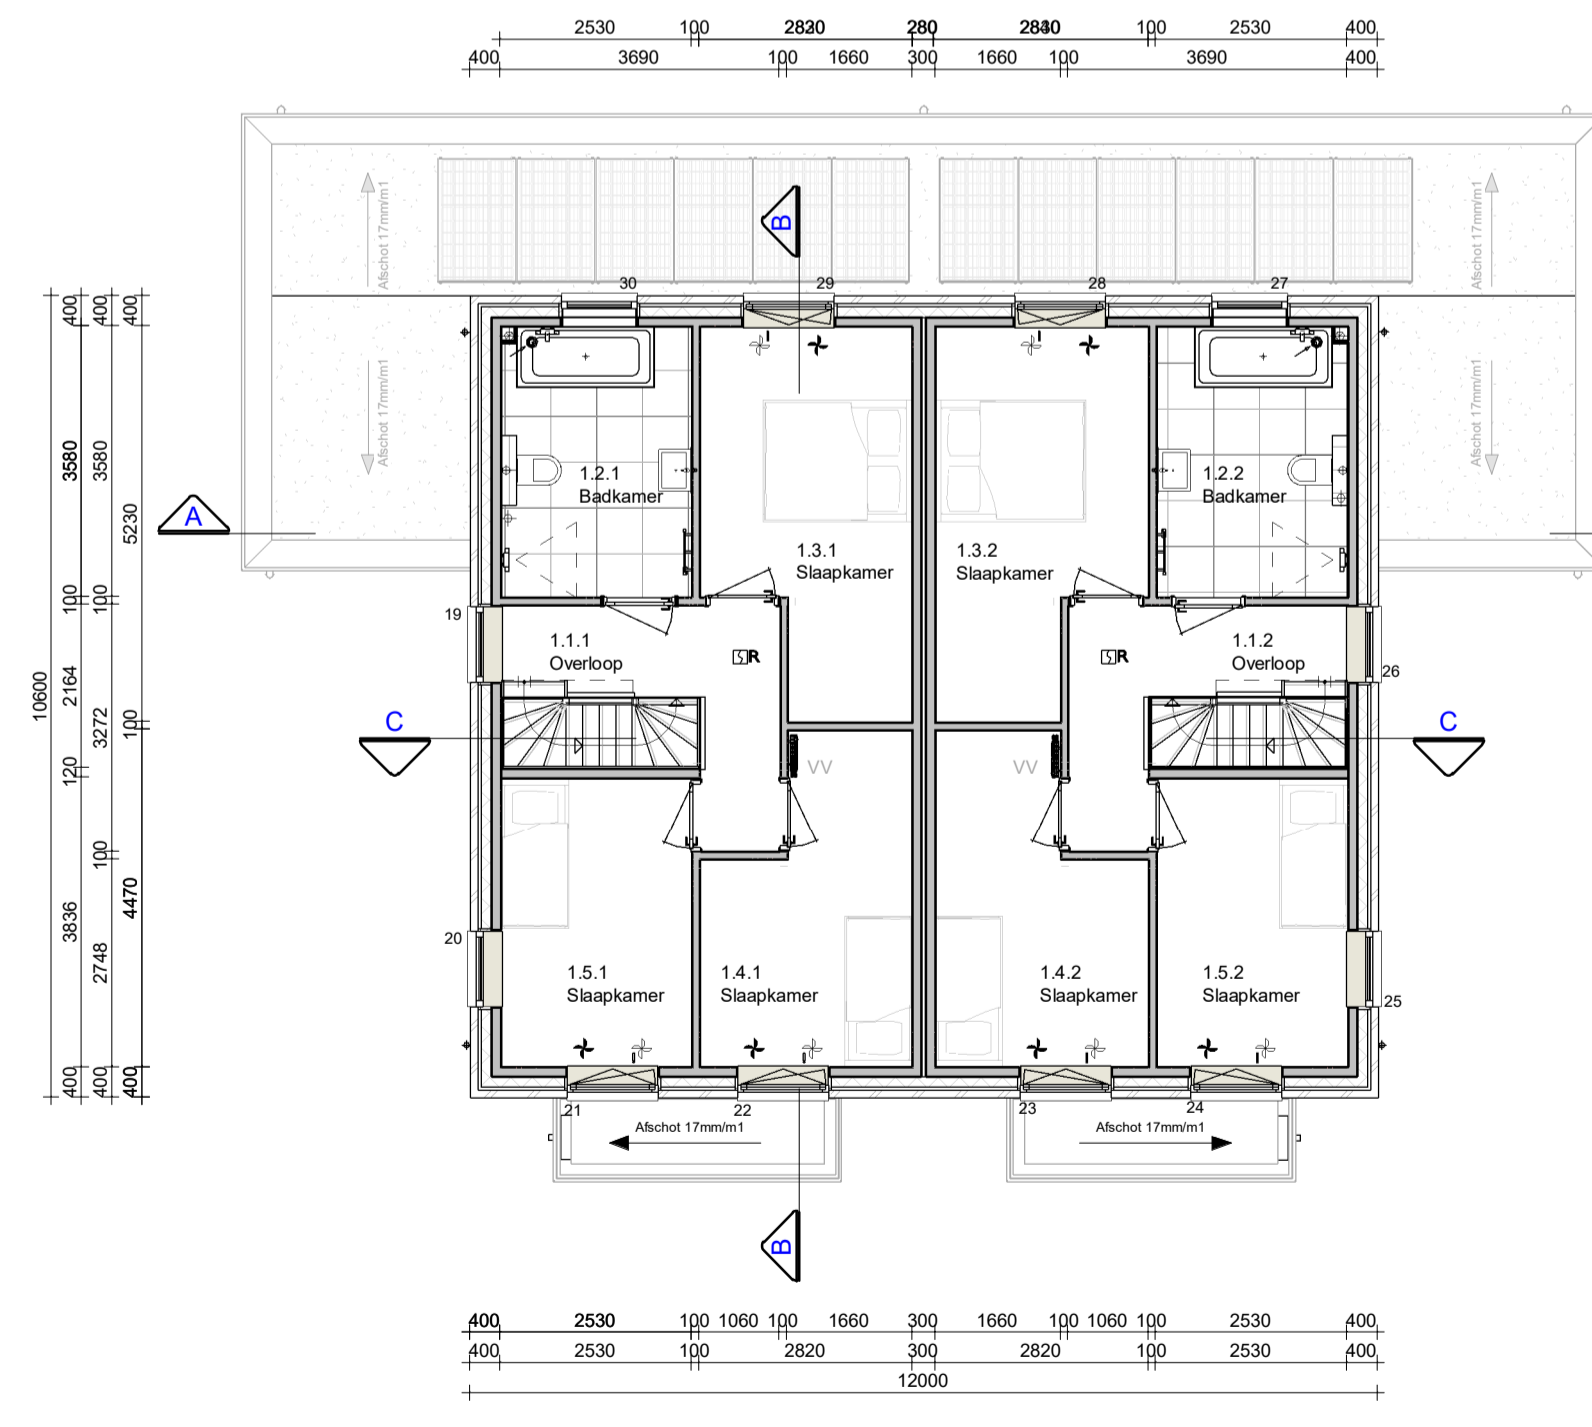 2530 100 2820 280 2840 100 2530 400
400 3690 100 1660 300 1660 100 3690 400
Afschot 17mm/m1
Afschot 17mm/m1
B
30 29 28 27
Afschot 17mm/m1
Afschot 17mm/m1
400 400 400
3580 3580
5230
A
1.2.1
Badkamer
1.2.2
Badkamer
1.3.1
Slaapkamer
1.3.2
Slaapkamer
100 100
19
1.1.1
Overloop
R
R
1.1.2
Overloop
26
10600
2164
3272
100
C
C
120
VV
VV
100
4470
3836
2748
20
1.5.1
Slaapkamer
1.4.1
Slaapkamer
1.4.2
Slaapkamer
1.5.2
Slaapkamer
25
400 400 400
21 22 23 24
Afschot 17mm/m1
Afschot 17mm/m1
B
400 2530 100 1060 100 1660 300 1660 100 1060 100 2530 400
400 2530 100 2820 300 2820 100 2530 400
12000